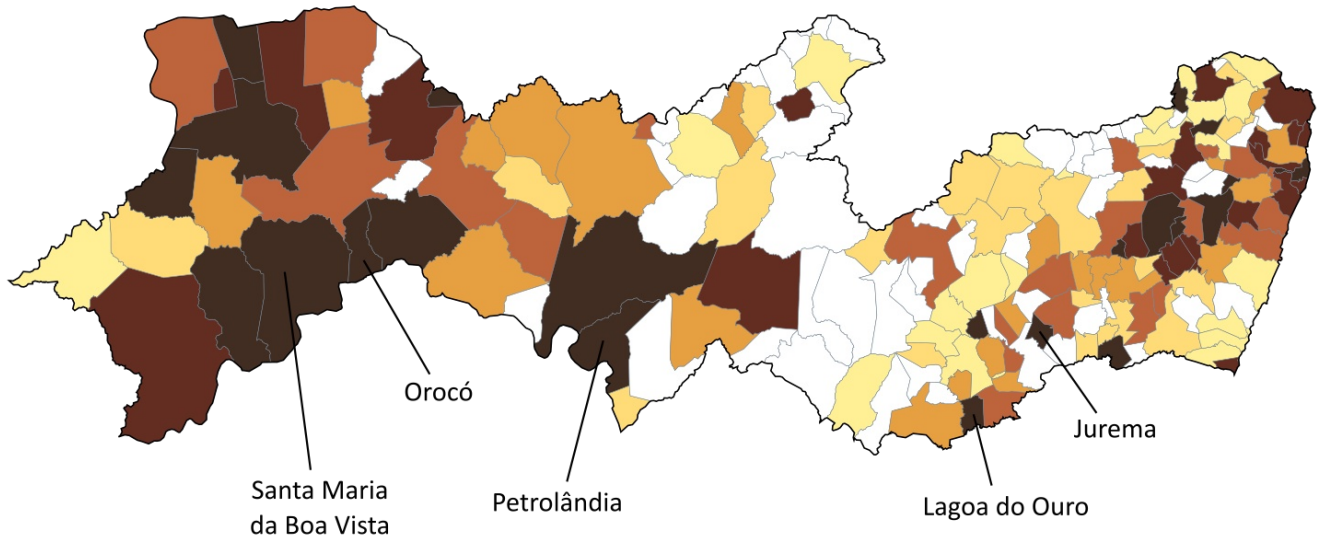 Orocó
Jurema
Santa Maria
da Boa Vista
Petrolândia
Lagoa do Ouro